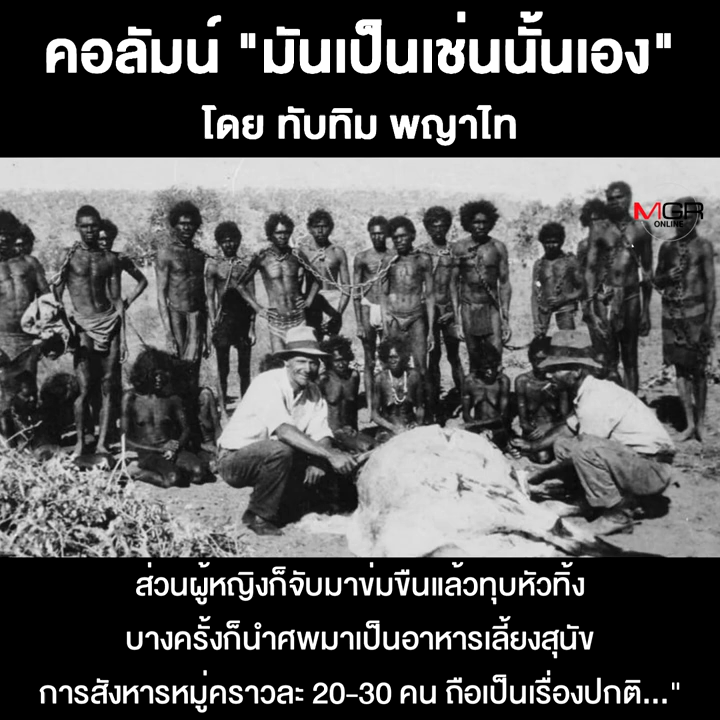 คอลัมน์ "มันเป็นเช่นนั้นเอง"
โดย ทับทิม พญาไท
MGR
ONLINE
ส่วนผู้หญิงก็จับมาข่มขืนแล้วทุบหัวทิ้ง
บางครั้งก็นำศพมาเป็นอาหารเลี้ยงสุนัข
การสังหารหมู่คราวละ 20-30 คน ถือเป็นเรื่องปกติ..."